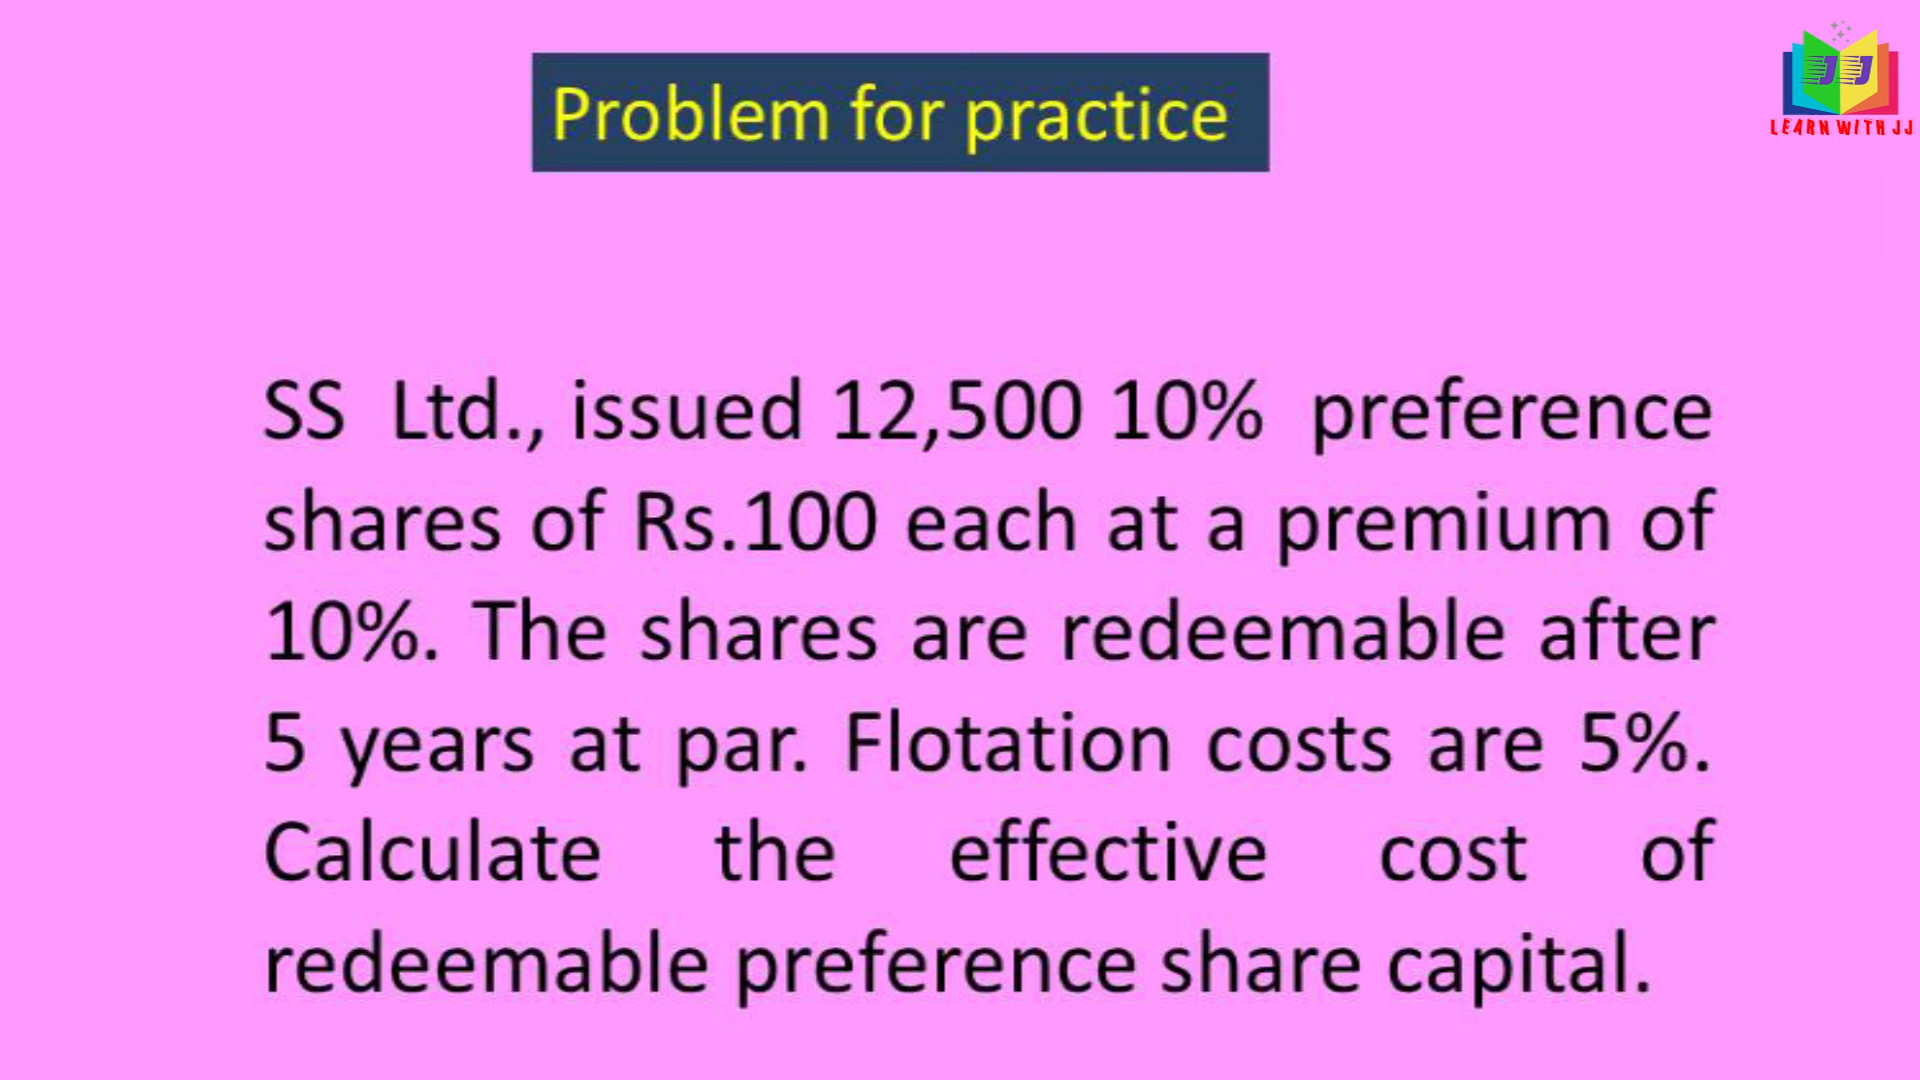 Problem for practice
JJ
LEARN WITH JJ
SS Ltd., issued 12,500 10% preference
shares of Rs.100 each at a premium of
10%. The shares are redeemable after
5 years at par. Flotation costs are 5%.
Calculate the effective cost of
redeemable preference share capital.